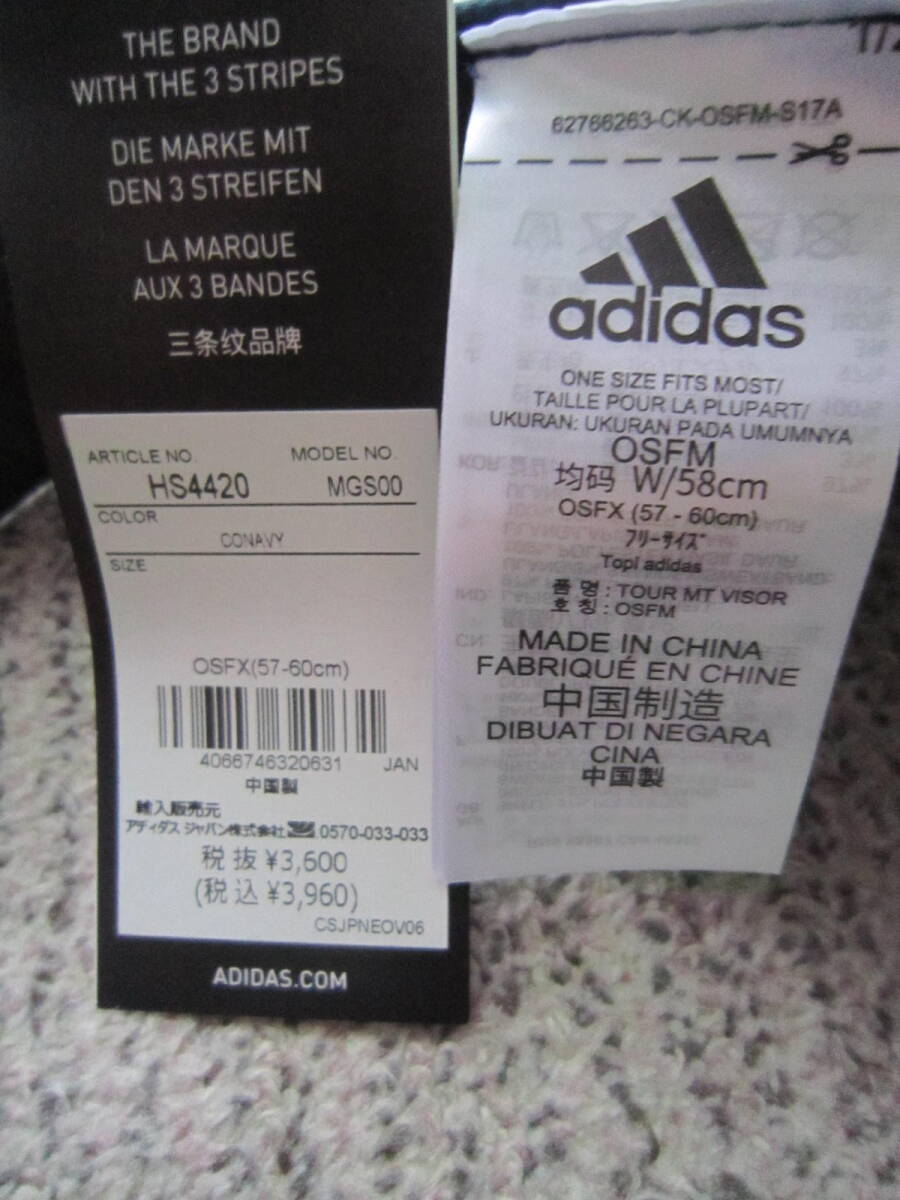 THE BRAND
WITH THE 3 STRIPES
DIE MARKE MIT
DEN 3 STREIFEN
LA MARQUE
AUX 3 BANDES
三条纹品牌
ARTICLE NO.
MODEL NO.
HS4420
MGS00
COLOR
CONAVY
SIZE
OSFX(57-60cm)
4066746320631 JAN
中国製
輸入販売元
アディダス ジャパン株式会社 0570-033-033
税 抜 ¥3,600
(税 込 ¥3,960)
CSJPNEOV06
ADIDAS.COM
62766263-CK-OSFM-S17A
adidas
ONE SIZE FITS MOST/
TAILLE POUR LA PLUPART/
UKURAN: UKURAN PADA UMUMNYA
OSFM
均码 W/58cm
OSFX (57 - 60cm)
ﾌﾘｰｻｲｽﾞ
Topi adidas
품 명 : TOUR MT VISOR
호 칭 : OSFM
MADE IN CHINA
FABRIQUÉ EN CHINE
中国制造
DIBUAT DI NEGARA
CINA
中国製